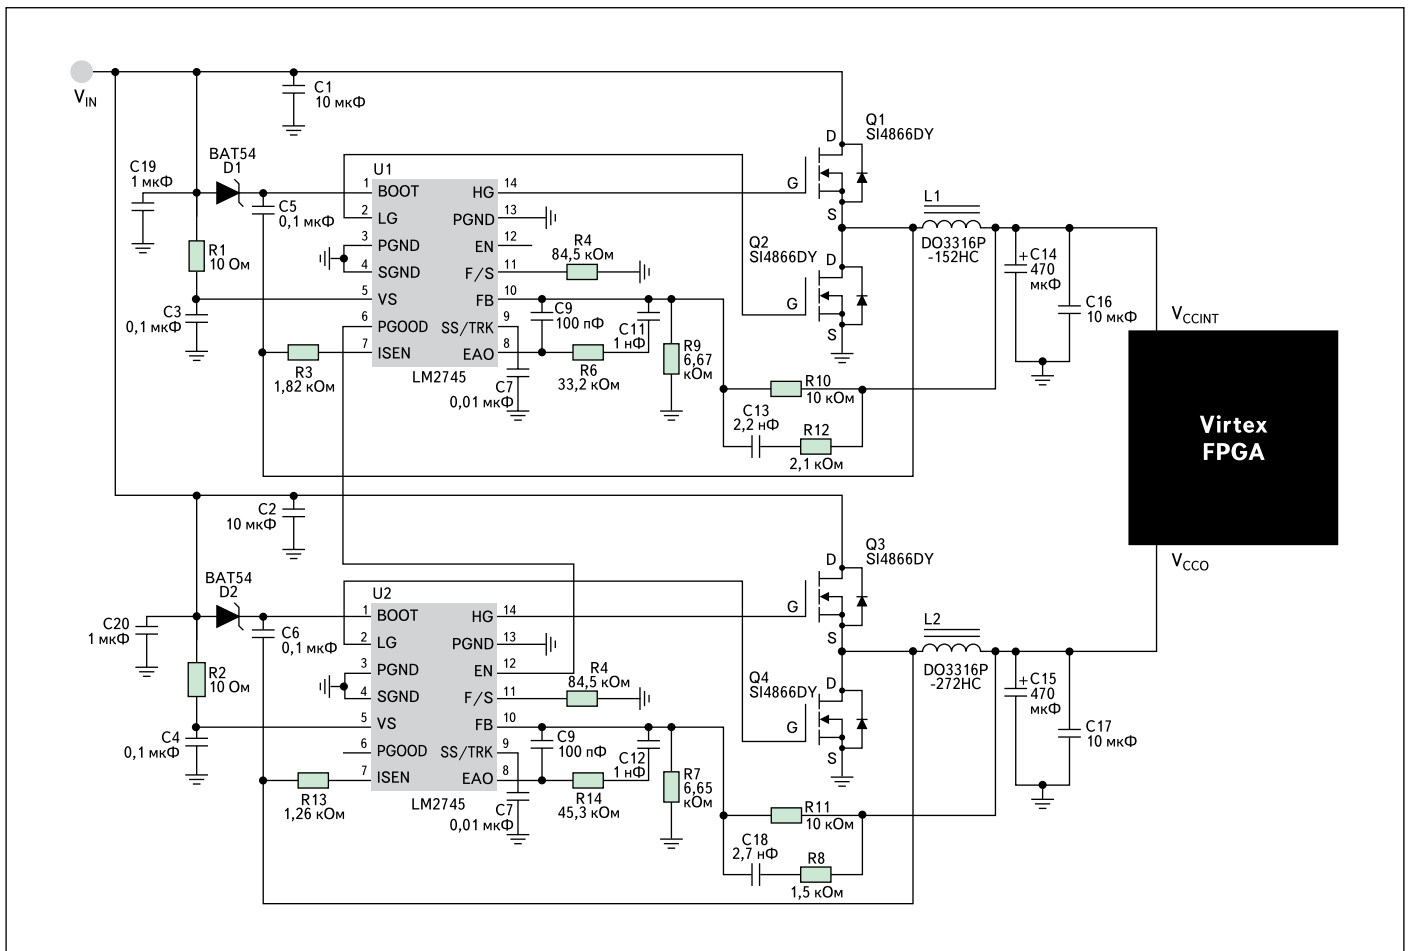 V_IN
C1
10 мкФ
Q1
SI4866DY
D
G
S
BAT54
D1
C19
1 мкФ
C5
0,1 мкФ
R1
10 Ом
C3
0,1 мкФ
R3
1,82 кОм
U1
1 BOOT HG 14
2 LG PGND 13
3 PGND EN 12
4 SGND F/S 11
5 VS FB 10
6 PGOOD SS/TRK 9
7 ISEN EAO 8
LM2745
R4
84,5 кОм
C9
100 пФ
C11
1 нФ
R6
33,2 кОм
C7
0,01 мкФ
R9
6,67
кОм
Q2
SI4866DY
D
G
S
L1
DO3316P
-152HC
+ C14
470
мкФ
C16
10 мкФ
R10
10 кОм
C13
2,2 нФ
R12
2,1 кОм
V_CCINT
Virtex
FPGA
V_CCO
C2
10 мкФ
Q3
SI4866DY
D
G
S
BAT54
D2
C20
1 мкФ
C6
0,1 мкФ
R2
10 Ом
C4
0,1 мкФ
R13
1,26 кОм
U2
1 BOOT HG 14
2 LG PGND 13
3 PGND EN 12
4 SGND F/S 11
5 VS FB 10
6 PGOOD SS/TRK 9
7 ISEN EAO 8
LM2745
R4
84,5 кОм
C9
100 пФ
C12
1 нФ
R14
45,3 кОм
C7
0,01 мкФ
R7
6,65
кОм
Q4
SI4866DY
D
G
S
L2
DO3316P
-272HC
+ C15
470
мкФ
C17
10 мкФ
R11
10 кОм
C18
2,7 нФ
R8
1,5 кОм